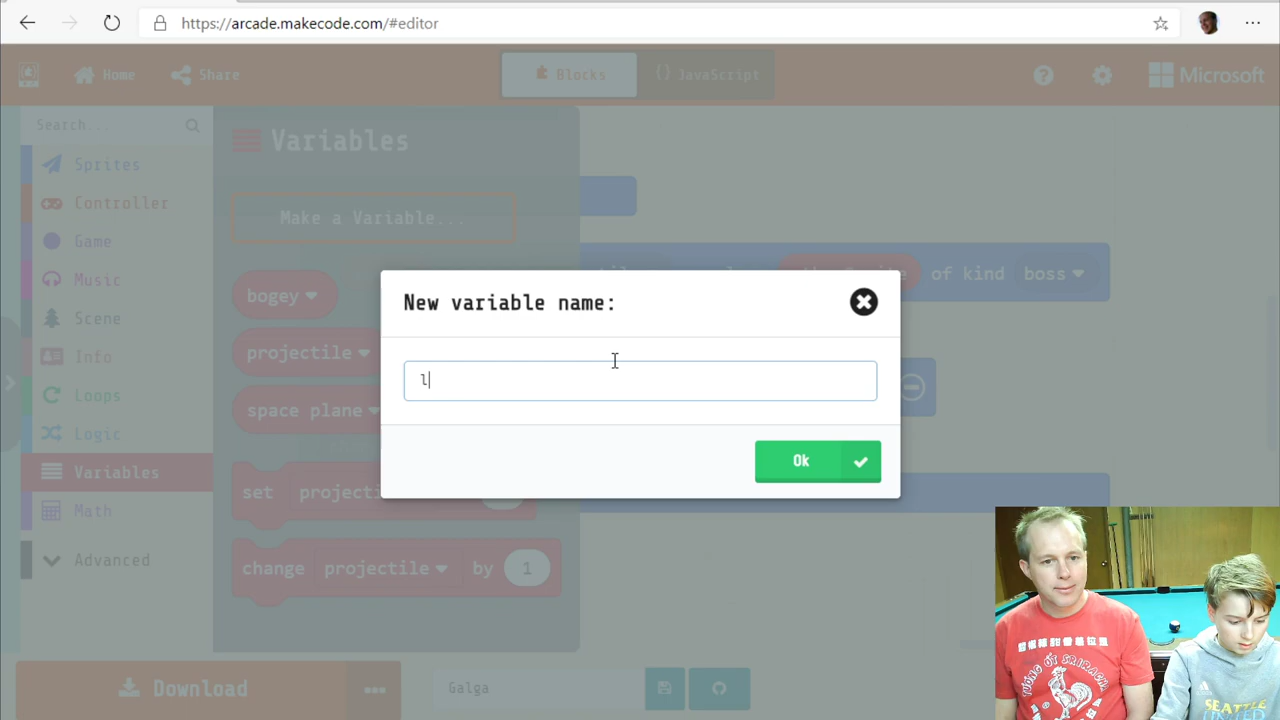 https://arcade.makecode.com/#editor
Home
Share
Blocks
JavaScript
Microsoft
Search...
Variables
Sprites
Controller
Make a Variable...
Game
of kind
boss
Music
bogey
New variable name:
Scene
Info
projectile
l
Loops
space plane
Logic
Variables
Ok
set
Math
change projectile by 1
Advanced
Download
Galga
SRIRACHA
SEATTLE